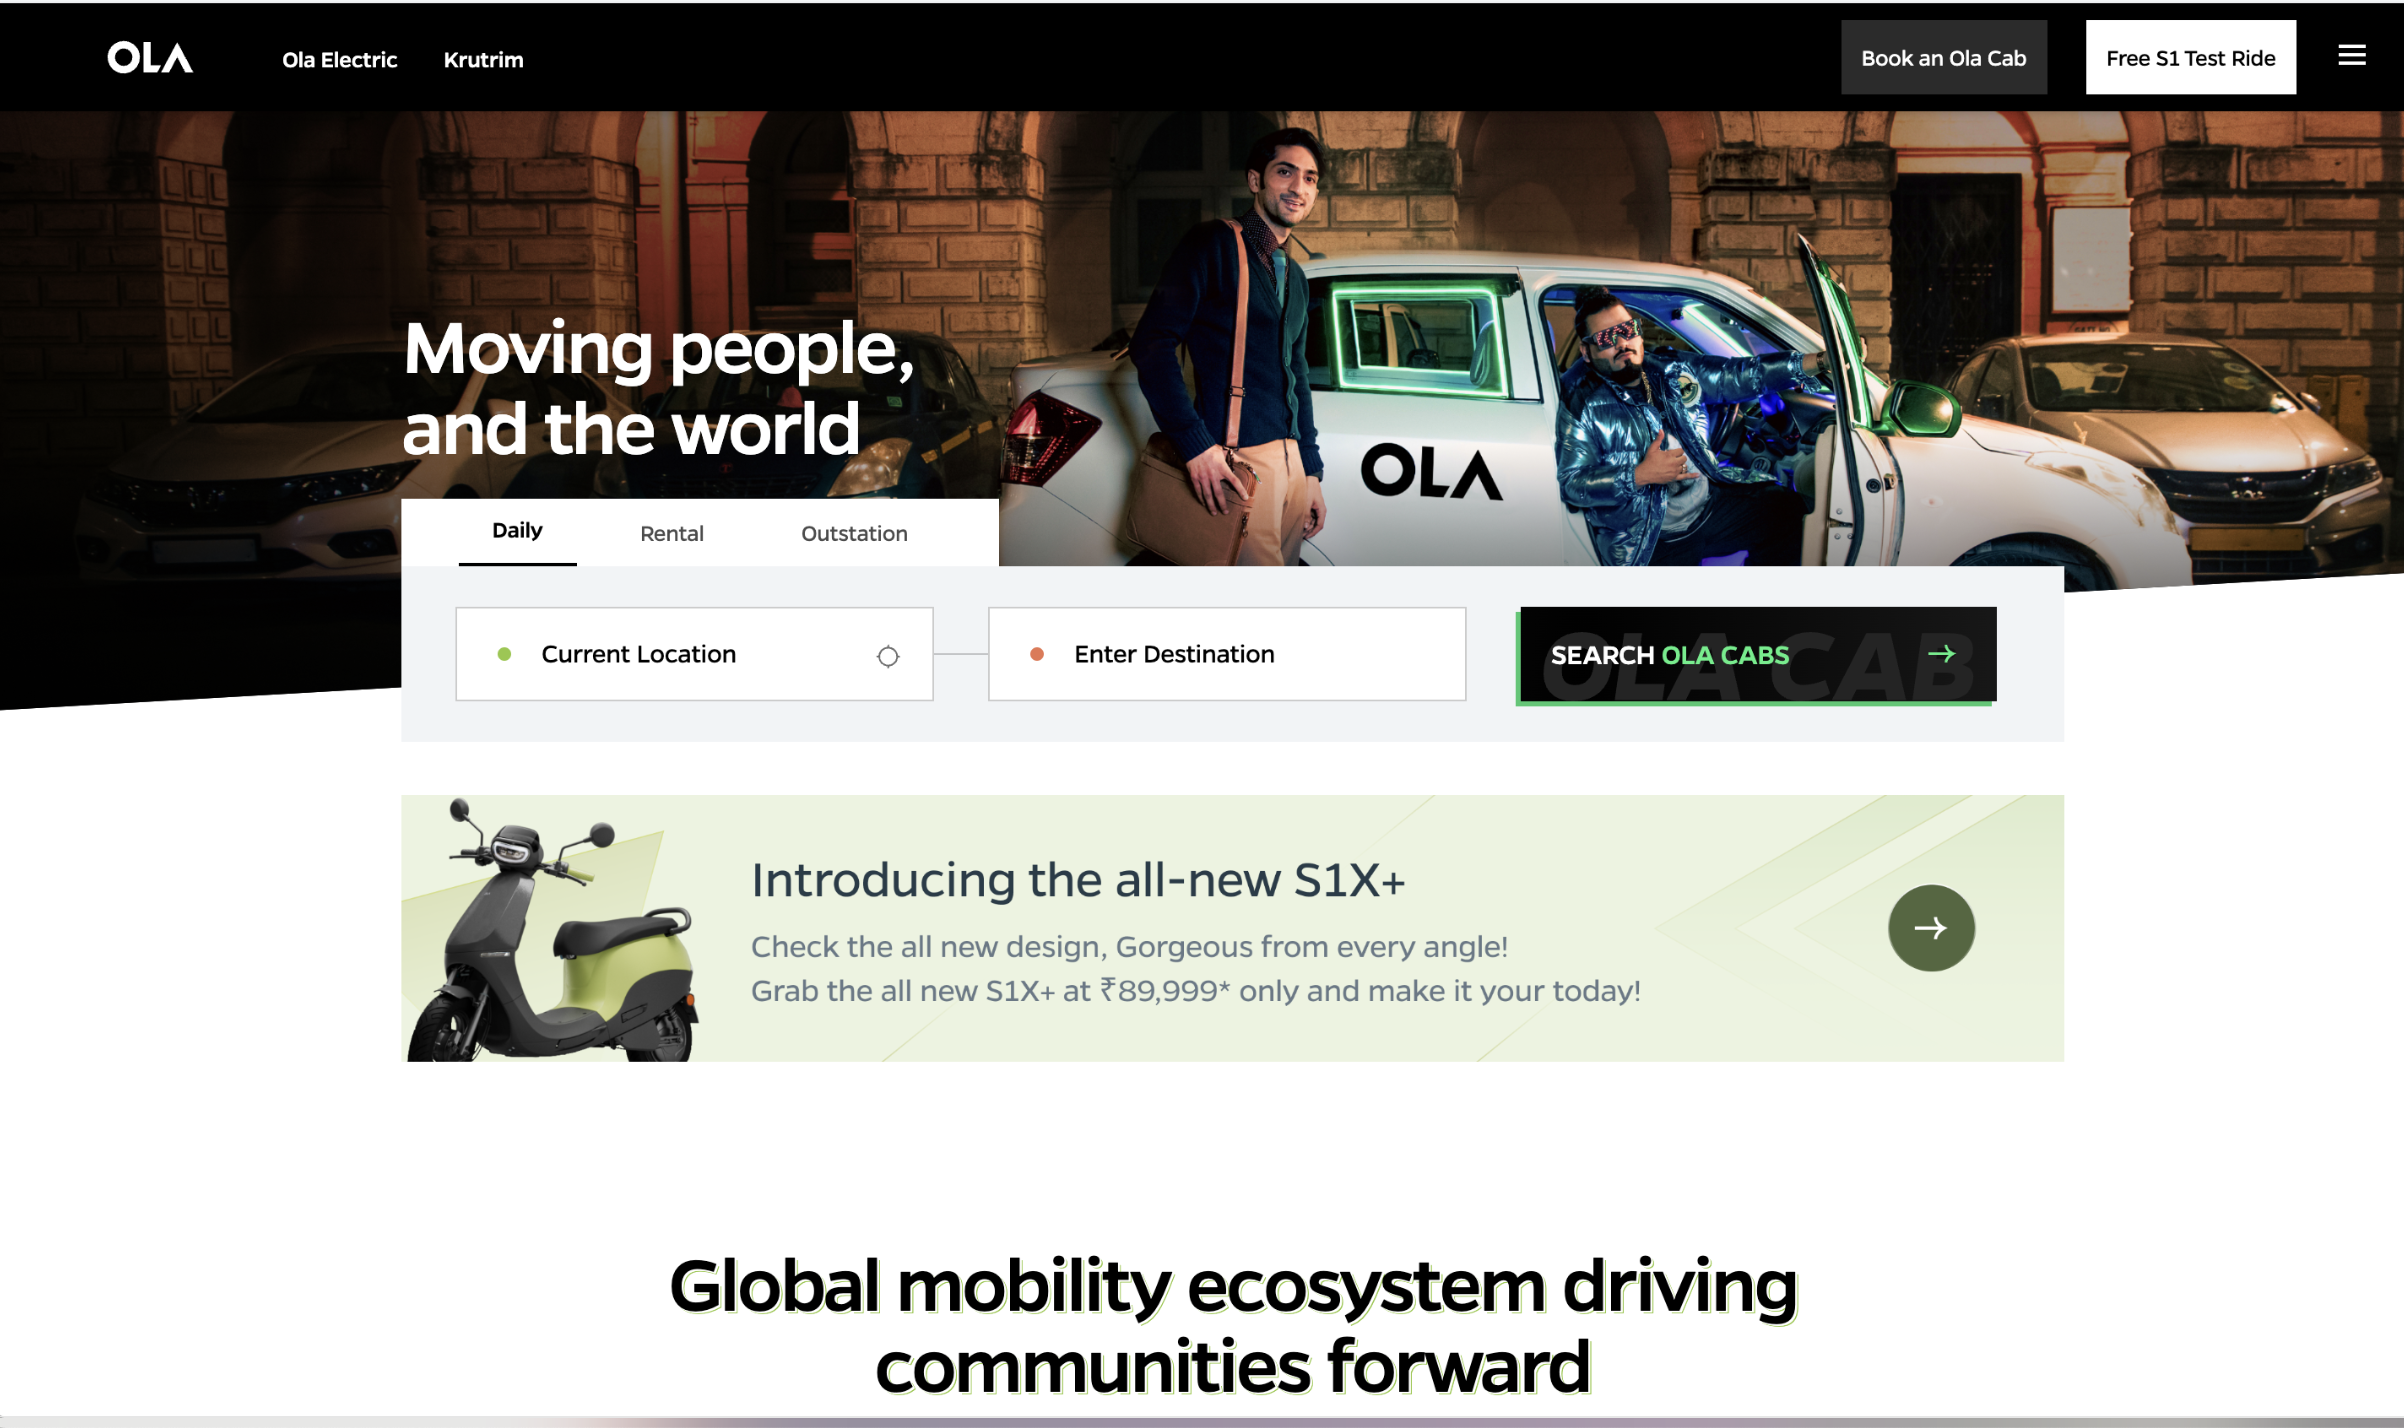 OLA
Ola Electric
Krutrim
Book an Ola Cab
Free S1 Test Ride
Moving people,
and the world
OLA
Daily
Rental
Outstation
Current Location
Enter Destination
OLA CAB
SEARCH OLA CABS
Introducing the all-new S1X+
Check the all new design, Gorgeous from every angle!
Grab the all new S1X+ at ₹89,999* only and make it your today!
Global mobility ecosystem driving
communities forward